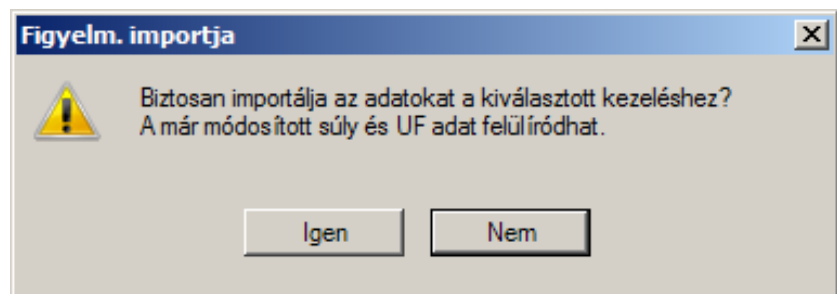 Figyelm. importja
Biztosan importálja az adatokat a kiválasztott kezeléshez?
A már módosított súly és UF adat felülíródhat.
Igen
Nem